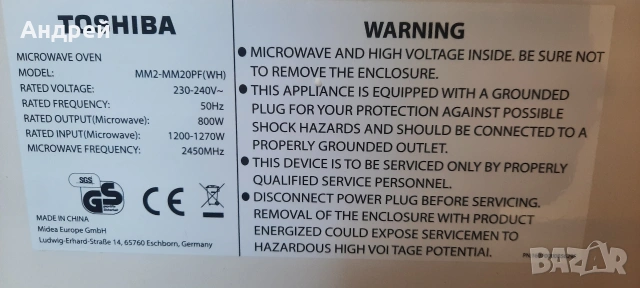 Андрей
TOSHIBA
MICROWAVE OVEN
MODEL: MM2-MM20PF(WH)
RATED VOLTAGE: 230-240V~
RATED FREQUENCY: 50Hz
RATED OUTPUT(Microwave): 800W
RATED INPUT(Microwave): 1200-1270W
MICROWAVE FREQUENCY: 2450MHz
SGS
GS
CE
MADE IN CHINA
Midea Europe GmbH
Ludwig-Erhard-Straße 14, 65760 Eschborn, Germany
WARNING
● MICROWAVE AND HIGH VOLTAGE INSIDE. BE SURE NOT
TO REMOVE THE ENCLOSURE.
● THIS APPLIANCE IS EQUIPPED WITH A GROUNDED
PLUG FOR YOUR PROTECTION AGAINST POSSIBLE
SHOCK HAZARDS AND SHOULD BE CONNECTED TO A
PROPERLY GROUNDED OUTLET.
● THIS DEVICE IS TO BE SERVICED ONLY BY PROPERLY
QUALIFIED SERVICE PERSONNEL.
● DISCONNECT POWER PLUG BEFORE SERVICING.
REMOVAL OF THE ENCLOSURE WITH PRODUCT
ENERGIZED COULD EXPOSE SERVICEMEN TO
HAZARDOUS HIGH VOLTAGE POTENTIAL.
BAZAR